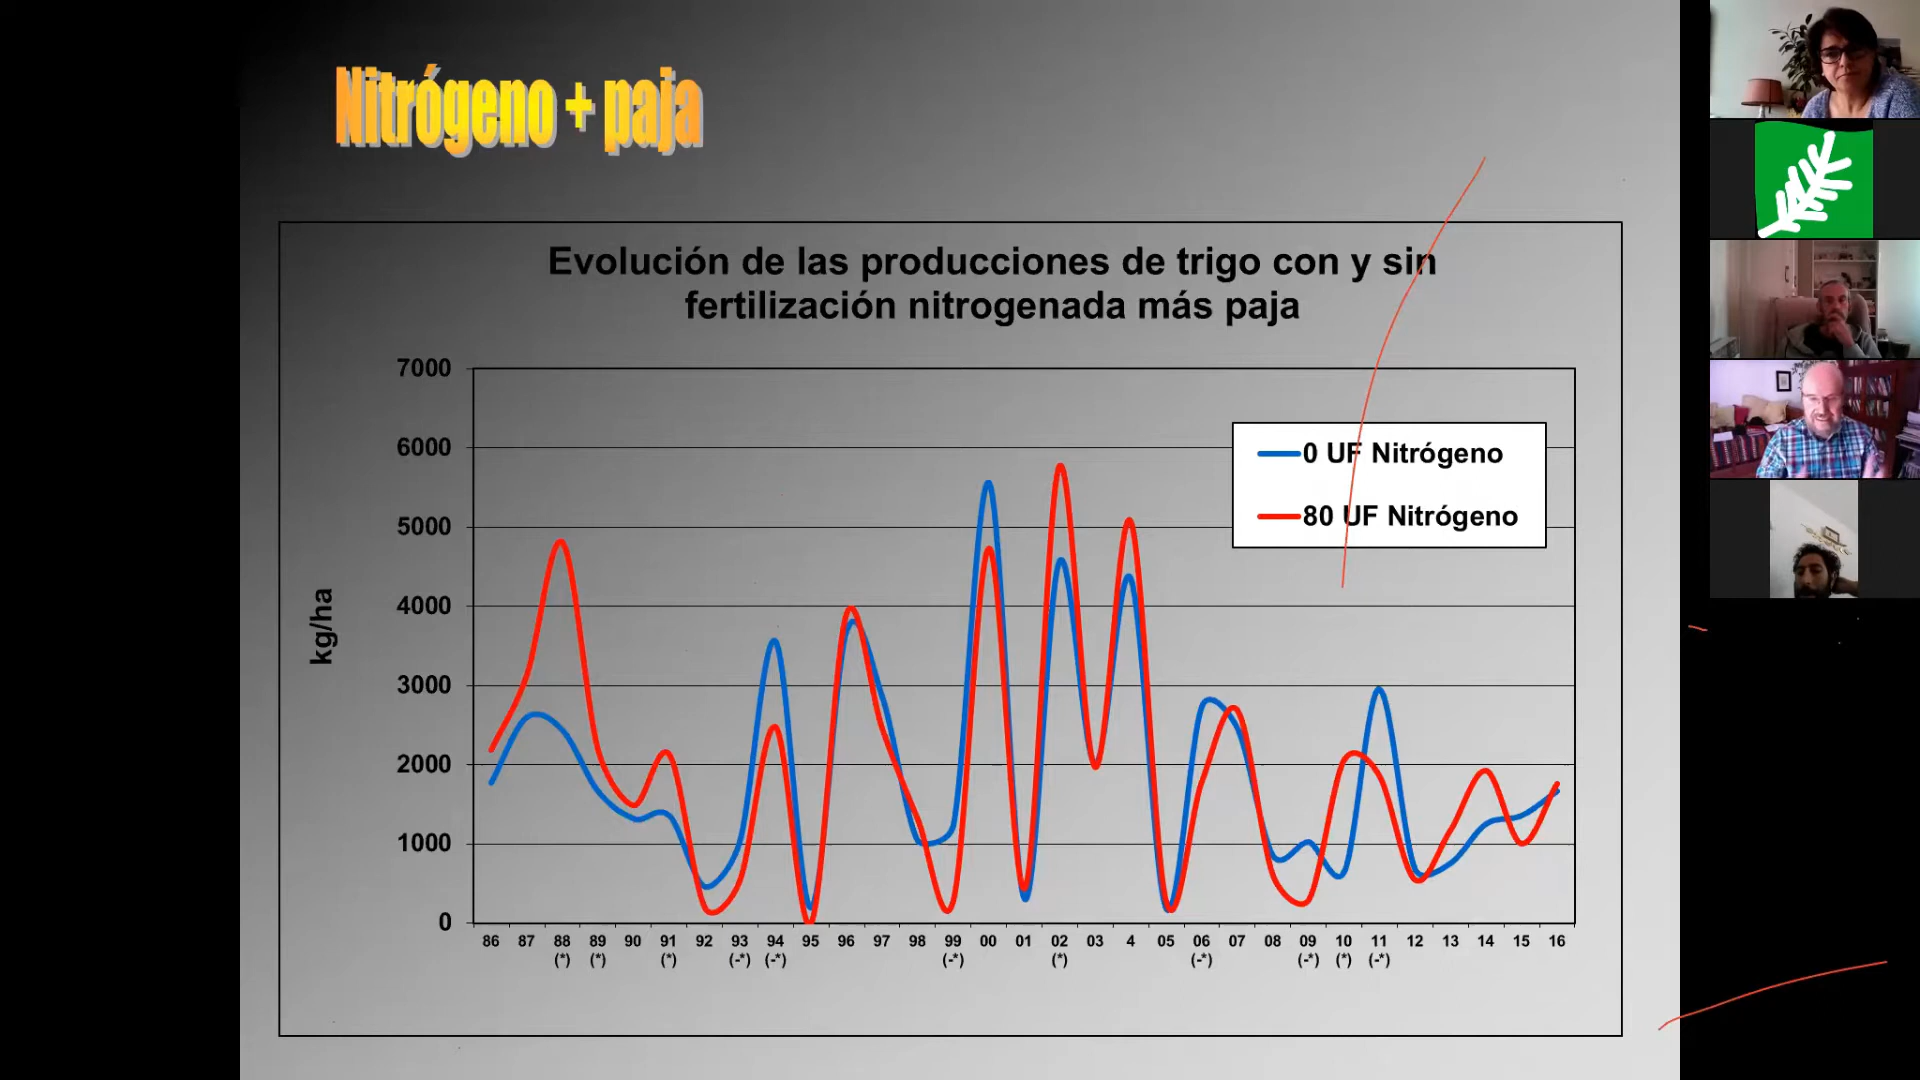 Nitrógeno + paja
Evolución de las producciones de trigo con y sin
fertilización nitrogenada más paja
7000
6000
5000
4000
3000
2000
1000
0
kg/ha
0 UF Nitrógeno
80 UF Nitrógeno
86 87 88 89 90 91 92 93 94 95 96 97 98 99 00 01 02 03 4 05 06 07 08 09 10 11 12 13 14 15 16
(*) (*) (*) (-*) (-*) (-*) (*) (-*) (-*) (*) (-*)